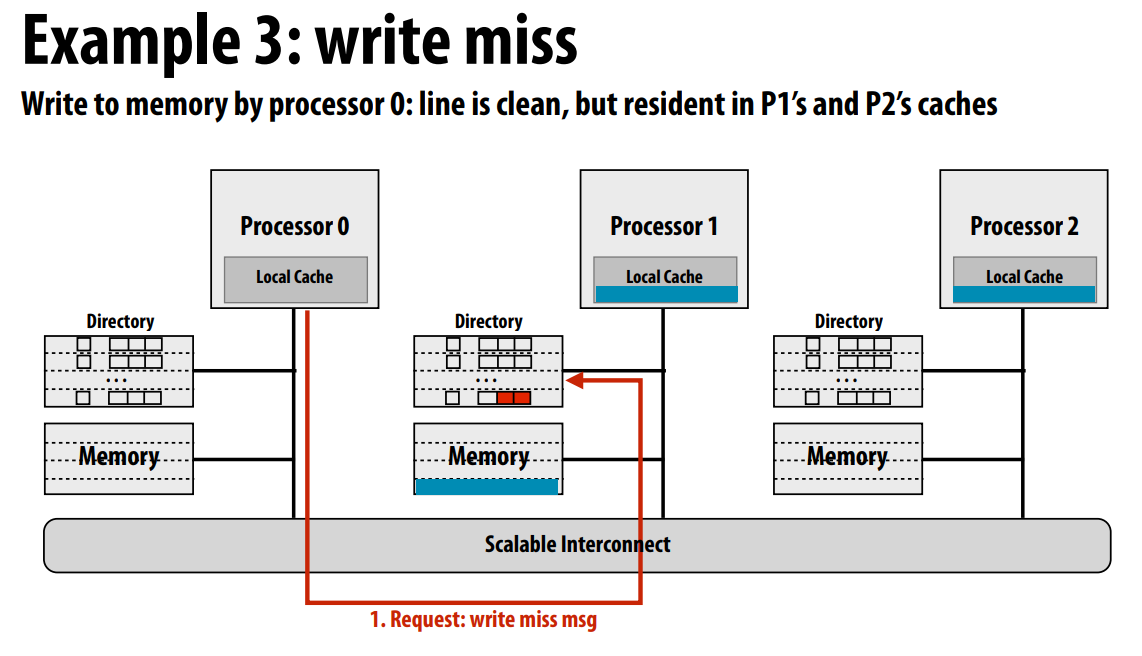 Example 3: write miss
Write to memory by processor 0: line is clean, but resident in P1’s and P2’s caches
Processor 0
Local Cache
Processor 1
Local Cache
Processor 2
Local Cache
Directory
. . .
Memory
Directory
. . .
Memory
Directory
. . .
Memory
Scalable Interconnect
1. Request: write miss msg